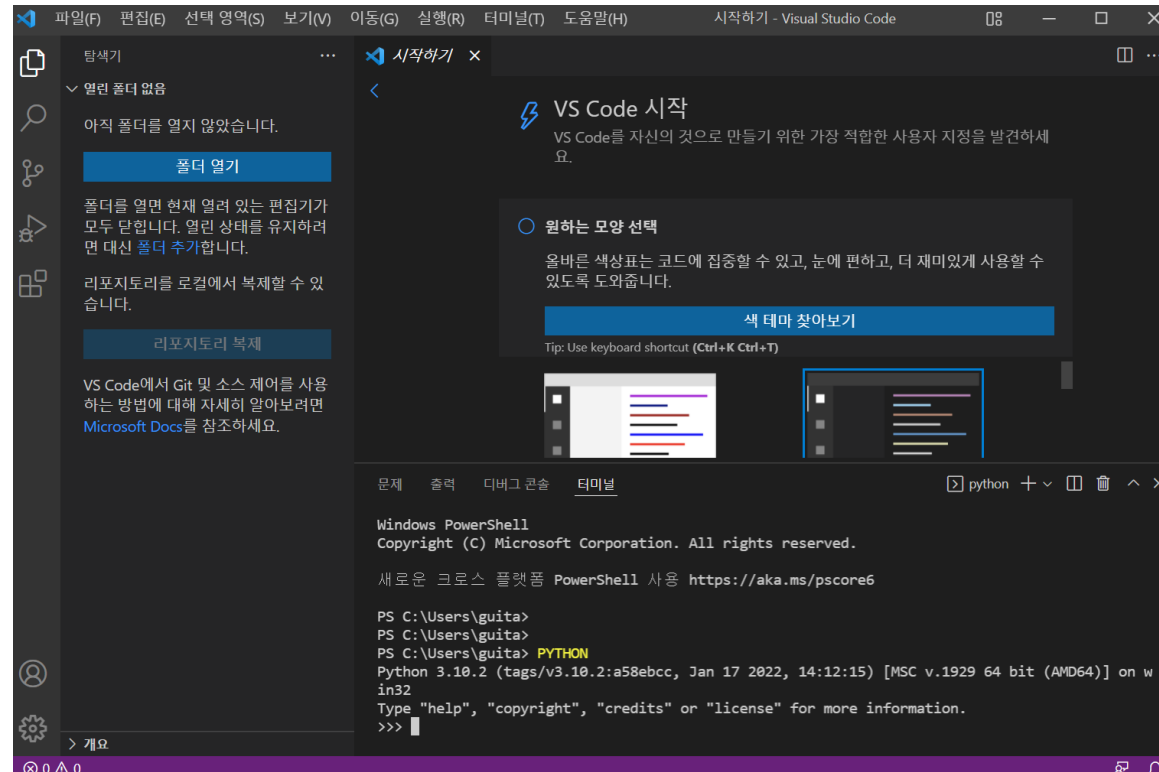 파일(F) 편집(E) 선택 영역(S) 보기(V) 이동(G) 실행(R) 터미널(T) 도움말(H) 시작하기 - Visual Studio Code
탐색기
시작하기
열린 폴더 없음
아직 폴더를 열지 않았습니다.
폴더 열기
폴더를 열면 현재 열려 있는 편집기가
모두 닫힙니다. 열린 상태를 유지하려
면 대신 폴더 추가합니다.
리포지토리를 로컬에서 복제할 수 있
습니다.
리포지토리 복제
VS Code에서 Git 및 소스 제어를 사용
하는 방법에 대해 자세히 알아보려면
Microsoft Docs를 참조하세요.
개요
VS Code 시작
VS Code를 자신의 것으로 만들기 위한 가장 적합한 사용자 지정을 발견하세
요.
원하는 모양 선택
올바른 색상표는 코드에 집중할 수 있고, 눈에 편하고, 더 재미있게 사용할 수
있도록 도와줍니다.
색 테마 찾아보기
Tip: Use keyboard shortcut (Ctrl+K Ctrl+T)
문제 출력 디버그 콘솔 터미널 python
Windows PowerShell
Copyright (C) Microsoft Corporation. All rights reserved.
새로운 크로스 플랫폼 PowerShell 사용 https://aka.ms/pscore6
PS C:\Users\guita>
PS C:\Users\guita>
PS C:\Users\guita> PYTHON
Python 3.10.2 (tags/v3.10.2:a58ebcc, Jan 17 2022, 14:12:15) [MSC v.1929 64 bit (AMD64)] on w
in32
Type "help", "copyright", "credits" or "license" for more information.
>>>
0 0